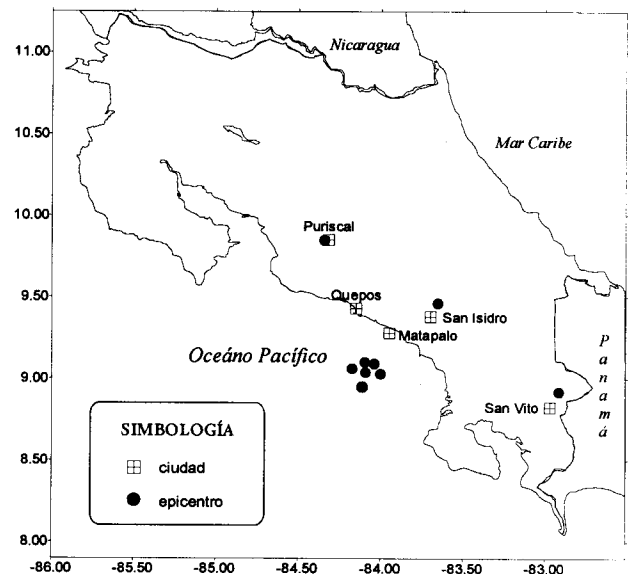 11.00
Nicaragua
10.50
Mar Caribe
10.00
Puriscal
9.50
Quepos
San Isidro
Matapalo
Oceáno Pacífico
9.00
Panamá
San Vito
SIMBOLOGÍA
ciudad
epicentro
8.50
8.00
-86.00 -85.50 -85.00 -84.50 -84.00 -83.50 -83.00